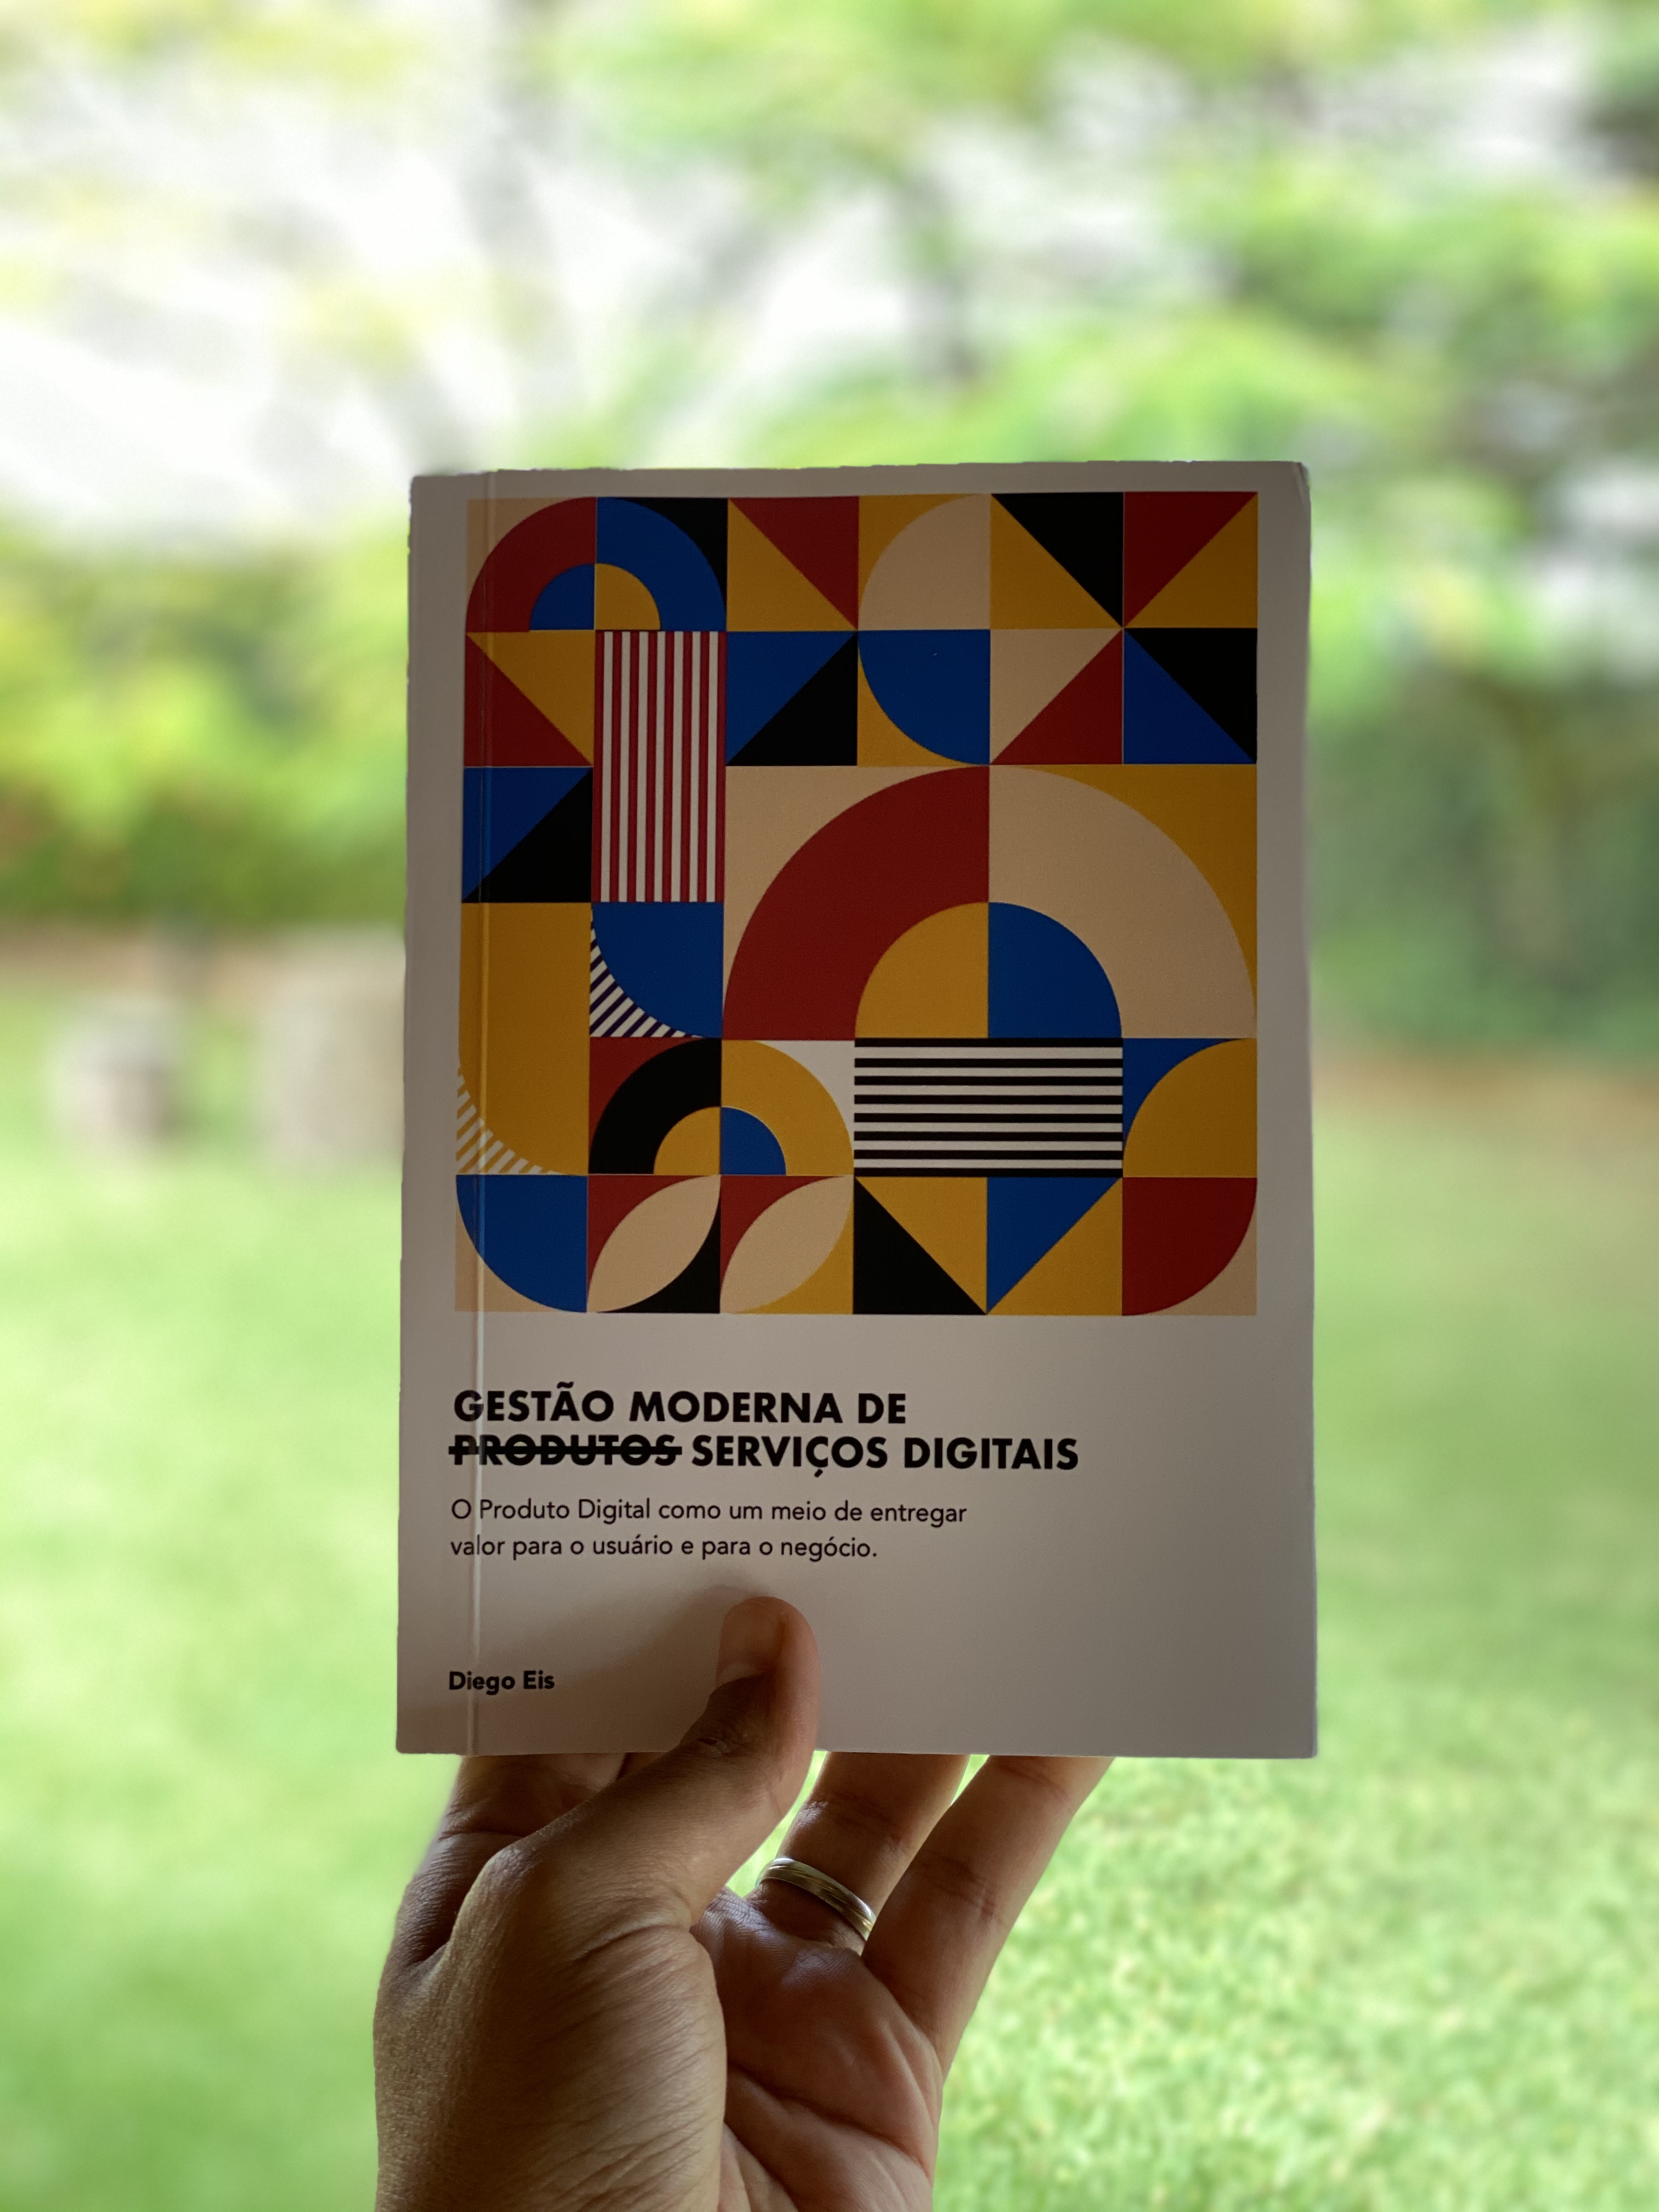 GESTÃO MODERNA DE
PRODUTOS SERVIÇOS DIGITAIS
O Produto Digital como um meio de entregar
valor para o usuário e para o negócio.
Diego Eis